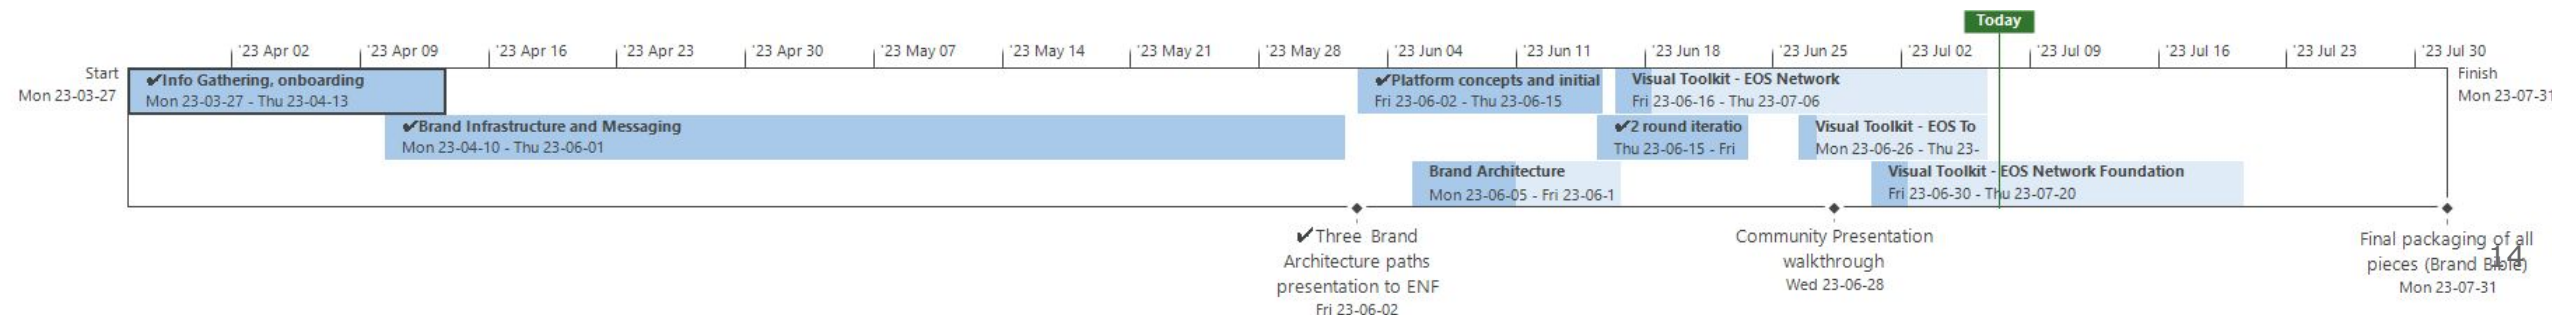 Today
'23 Apr 02 '23 Apr 09 '23 Apr 16 '23 Apr 23 '23 Apr 30 '23 May 07 '23 May 14 '23 May 21 '23 May 28 '23 Jun 04 '23 Jun 11 '23 Jun 18 '23 Jun 25 '23 Jul 02 '23 Jul 09 '23 Jul 16 '23 Jul 23 '23 Jul 30
Start
Mon 23-03-27
✔Info Gathering, onboarding
Mon 23-03-27 - Thu 23-04-13
✔Platform concepts and initial
Fri 23-06-02 - Thu 23-06-15
Visual Toolkit - EOS Network
Fri 23-06-16 - Thu 23-07-06
Finish
Mon 23-07-31
✔Brand Infrastructure and Messaging
Mon 23-04-10 - Thu 23-06-01
✔2 round iteratio
Thu 23-06-15 - Fri
Visual Toolkit - EOS To
Mon 23-06-26 - Thu 23-
Brand Architecture
Mon 23-06-05 - Fri 23-06-1
Visual Toolkit - EOS Network Foundation
Fri 23-06-30 - Thu 23-07-20
✔Three Brand
Architecture paths
presentation to ENF
Fri 23-06-02
Community Presentation
walkthrough
Wed 23-06-28
Final packaging of all
pieces (Brand Bible)
Mon 23-07-31
14